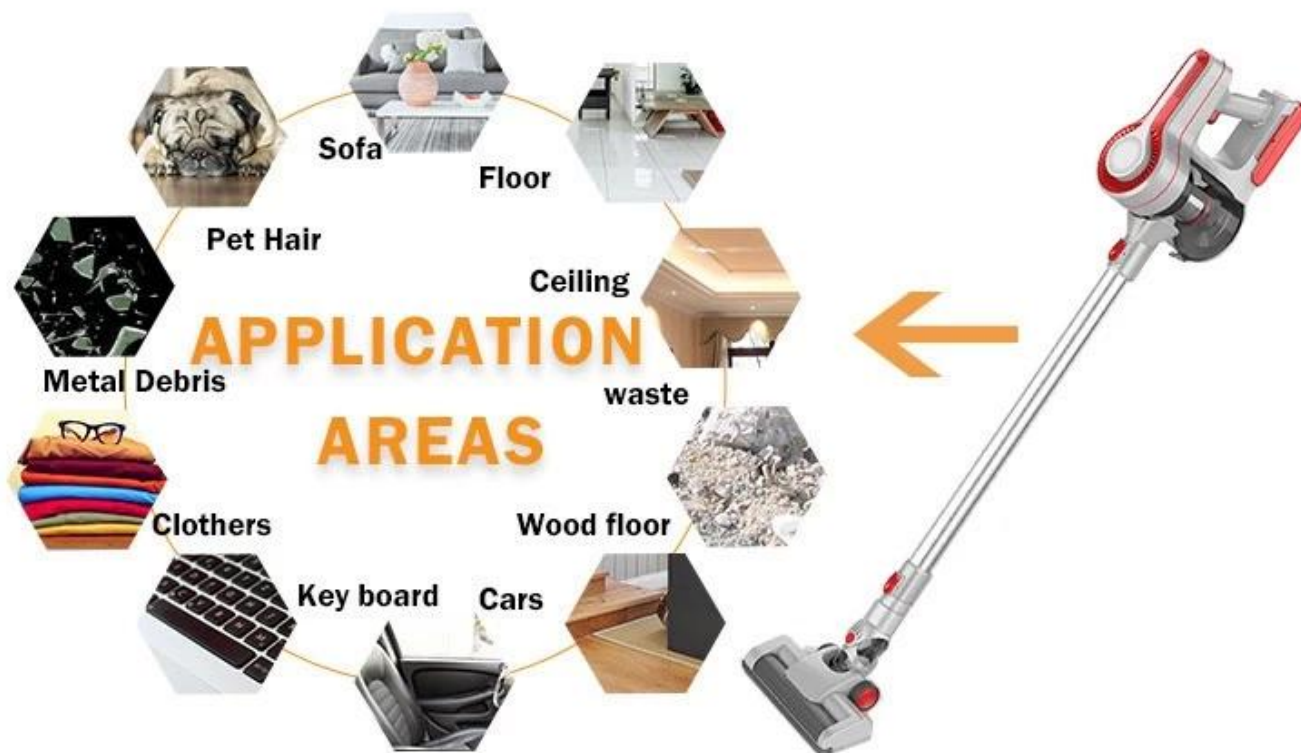 Sofa
Floor
Pet Hair
Ceiling
APPLICATION
AREAS
Metal Debris
waste
Clothers
Wood floor
Key board
Cars